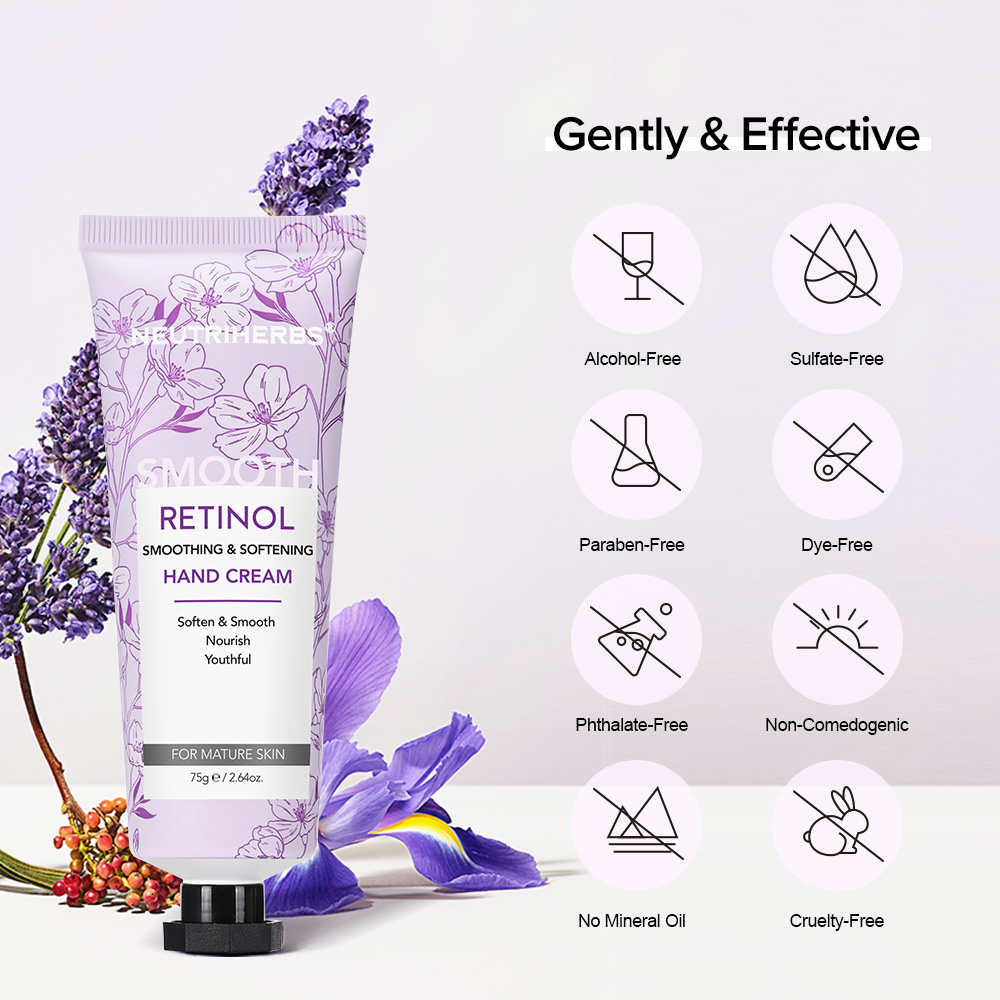 Gently & Effective
NEUTRIHERBS®
SMOOTH
RETINOL
SMOOTHING & SOFTENING
HAND CREAM
Soften & Smooth
Nourish
Youthful
FOR MATURE SKIN
75g ℮ / 2.64oz.
Alcohol-Free
Sulfate-Free
Paraben-Free
Dye-Free
Phthalate-Free
Non-Comedogenic
No Mineral Oil
Cruelty-Free